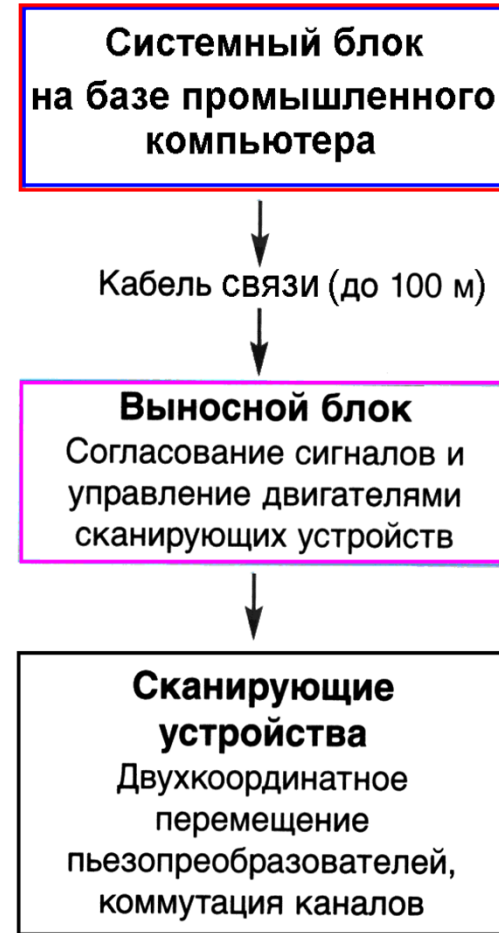 Системный блок
на базе промышленного
компьютера
Кабель связи (до 100 м)
Выносной блок
Согласование сигналов и
управление двигателями
сканирующих устройств
Сканирующие
устройства
Двухкоординатное
перемещение
пьезопреобразователей,
коммутация каналов